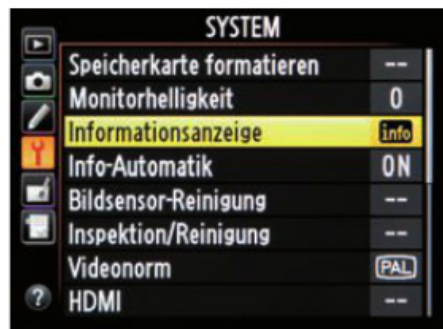 SYSTEM
Speicherkarte formatieren --
Monitorhelligkeit 0
Informationsanzeige info
Info-Automatik ON
Bildsensor-Reinigung --
Inspektion/Reinigung --
Videonorm PAL
? HDMI --